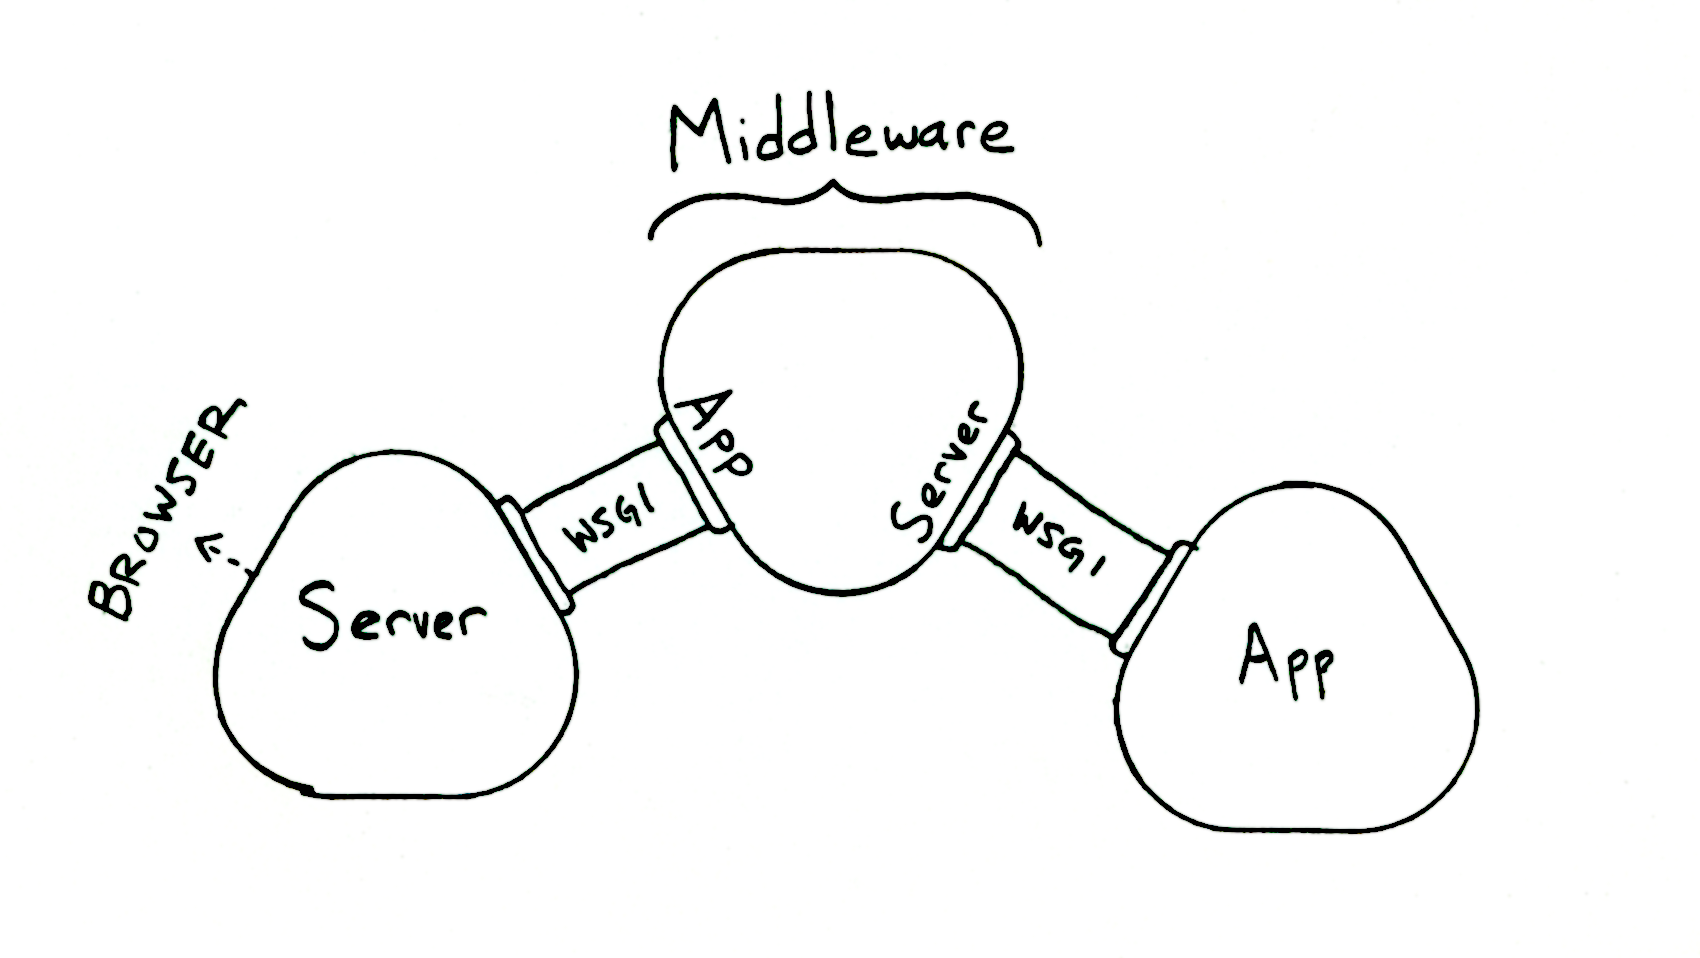 Middleware
BROWSER
Server
WSGI
App
Server
WSGI
App